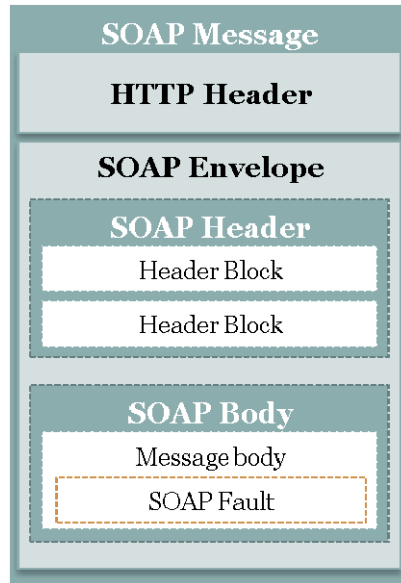 SOAP Message
HTTP Header
SOAP Envelope
SOAP Header
Header Block
Header Block
SOAP Body
Message body
SOAP Fault